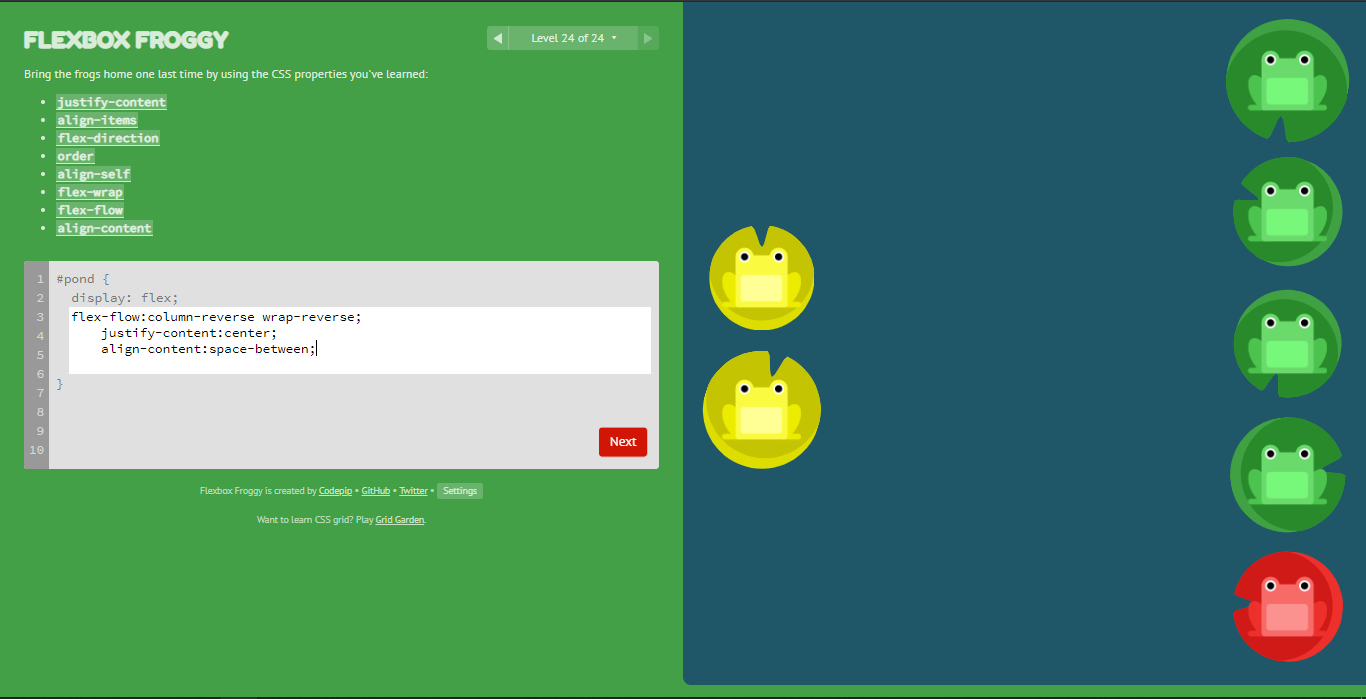 FLEXBOX FROGGY
Level 24 of 24
Bring the frogs home one last time by using the CSS properties you've learned:
justify-content
align-items
flex-direction
order
align-self
flex-wrap
flex-flow
align-content
1 #pond {
2 display: flex;
3 flex-flow:column-reverse wrap-reverse;
4 justify-content:center;
5 align-content:space-between;
6
7 }
8
9
10
Next
Flexbox Froggy is created by Codepip • GitHub • Twitter • Settings
Want to learn CSS grid? Play Grid Garden.